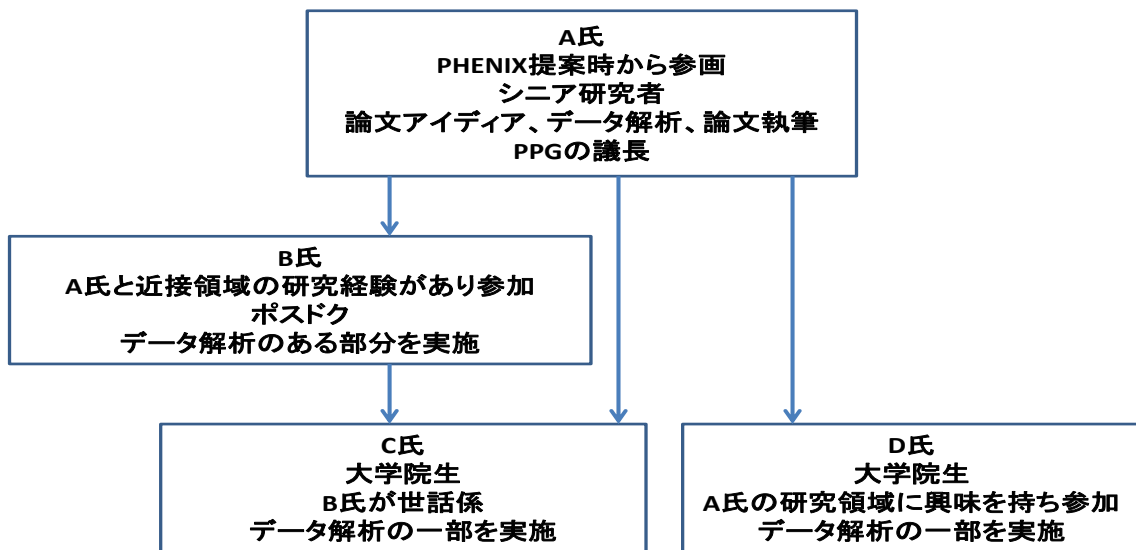 A氏
PHENIX提案時から参画
シニア研究者
論文アイディア、データ解析、論文執筆
PPGの議長
B氏
A氏と近接領域の研究経験があり参加
ポスドク
データ解析のある部分を実施
C氏
大学院生
B氏が世話係
データ解析の一部を実施
D氏
大学院生
A氏の研究領域に興味を持ち参加
データ解析の一部を実施